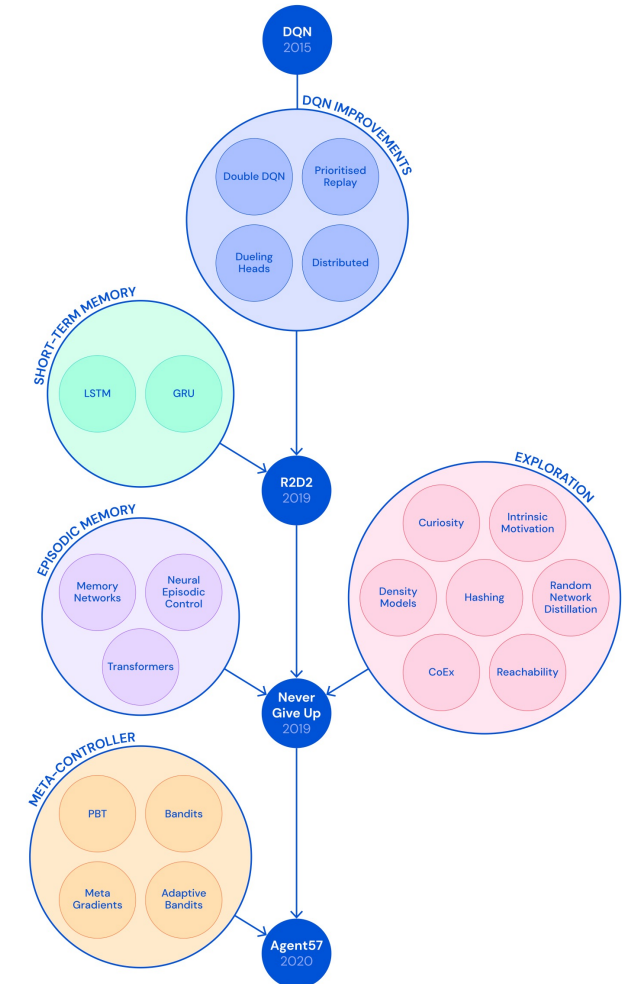 DQN
2015
DQN IMPROVEMENTS
Double DQN
Prioritised
Replay
Dueling
Heads
Distributed
SHORT-TERM MEMORY
LSTM
GRU
R2D2
2019
EXPLORATION
Curiosity
Intrinsic
Motivation
Density
Models
Hashing
Random
Network
Distillation
CoEx
Reachability
EPISODIC MEMORY
Memory
Networks
Neural
Episodic
Control
Transformers
Never
Give Up
2019
META-CONTROLLER
PBT
Bandits
Meta
Gradients
Adaptive
Bandits
Agent57
2020